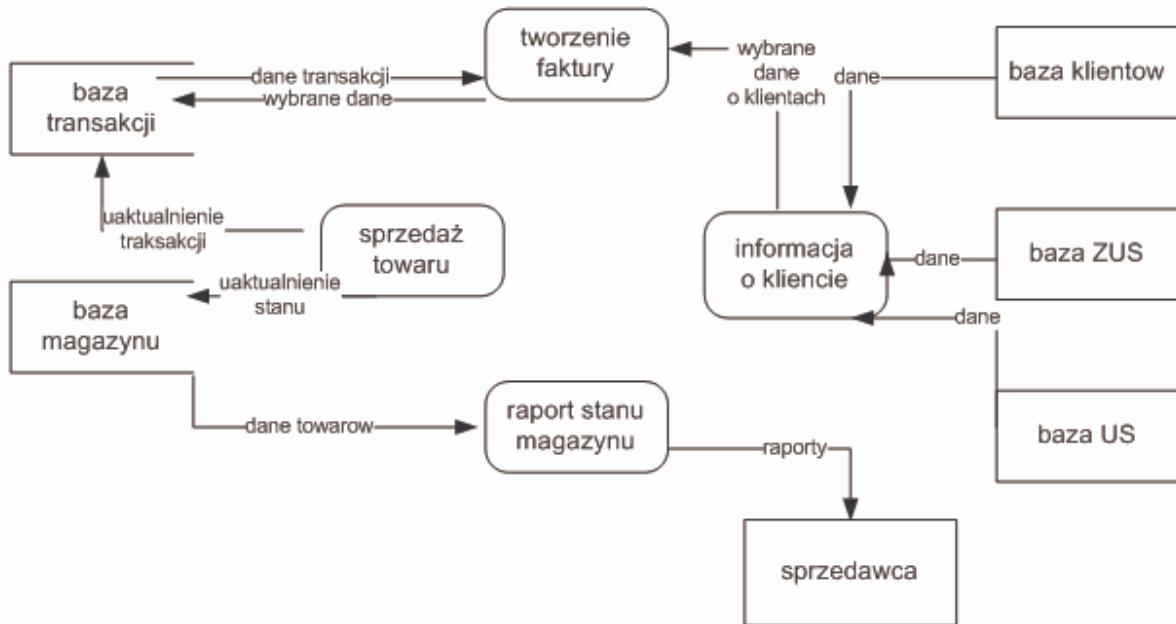 tworzenie
faktury
wybrane
dane
o klientach
dane
baza klientow
baza
transakcji
dane transakcji
wybrane dane
uaktualnienie
traksakcji
sprzedaż
towaru
informacja
o kliencie
dane
baza ZUS
uaktualnienie
stanu
baza
magazynu
dane
dane towarow
raport stanu
magazynu
raporty
baza US
sprzedawca